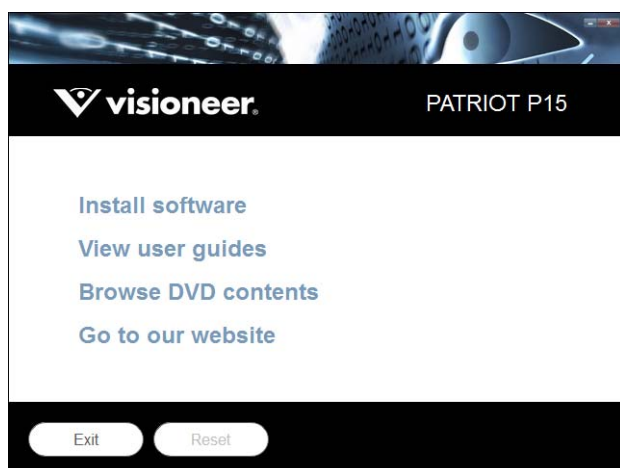 visioneer.
PATRIOT P15
Install software
View user guides
Browse DVD contents
Go to our website
Exit
Reset